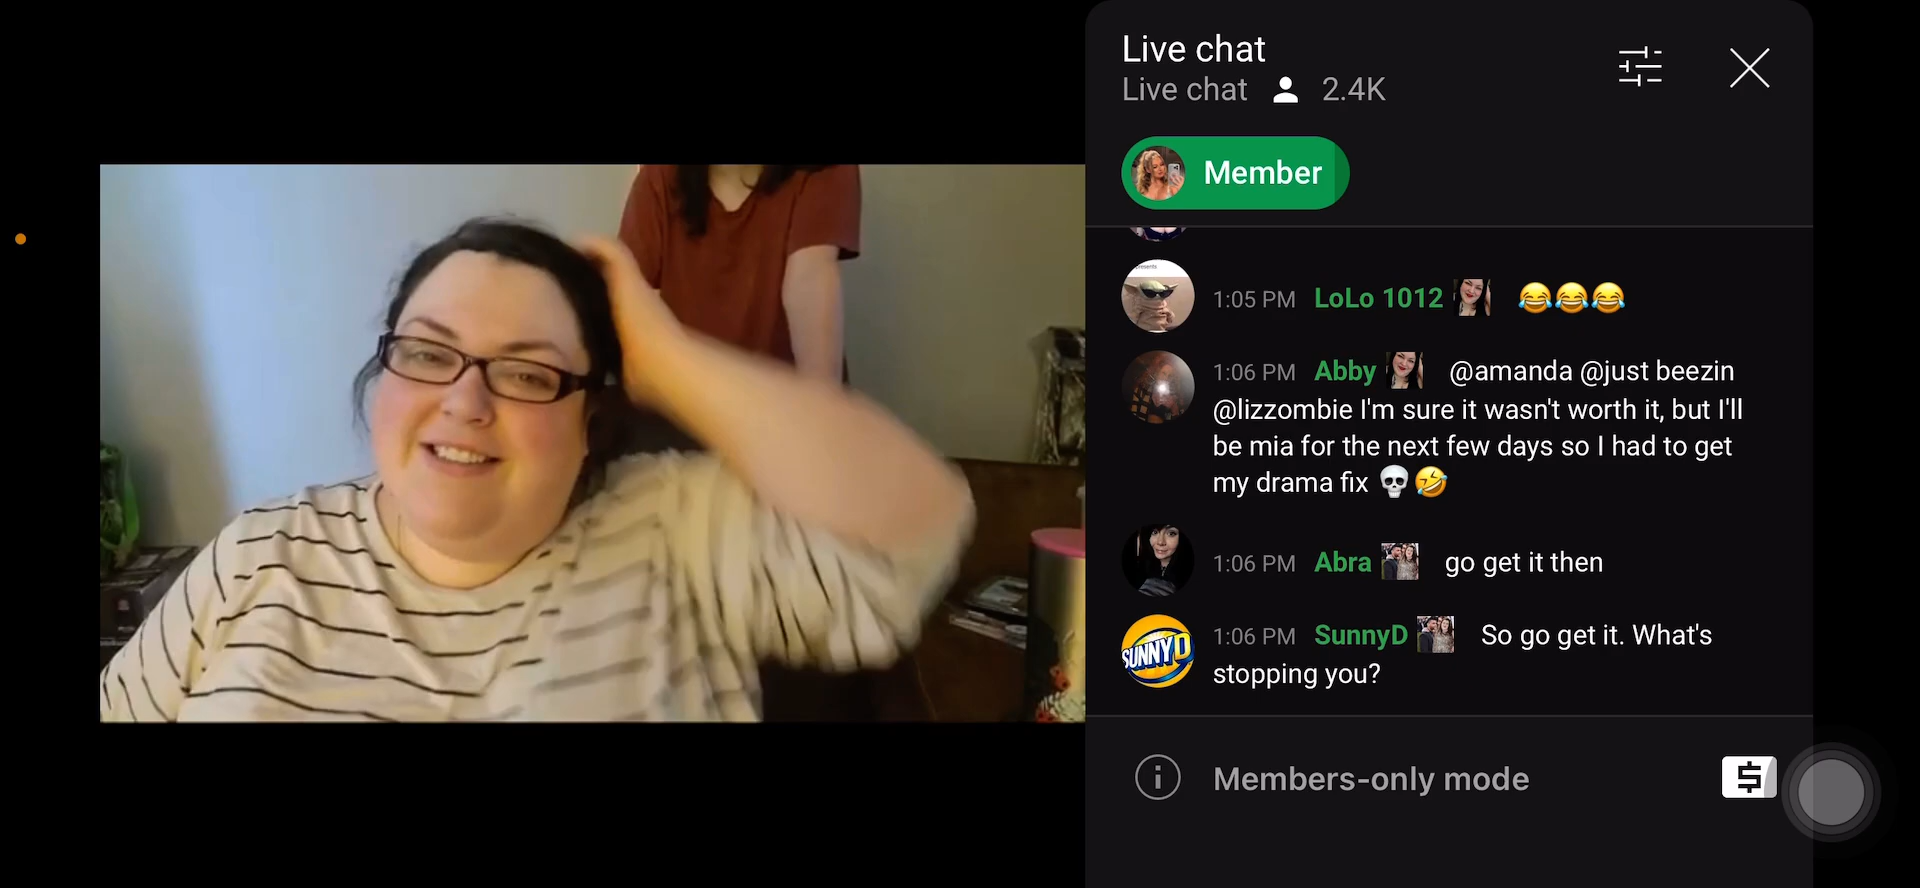 Live chat
Live chat 2.4K
Member
presents
1:05 PM LoLo 1012 😂😂😂
1:06 PM Abby @amanda @just beezin
@lizzombie I'm sure it wasn't worth it, but I'll
be mia for the next few days so I had to get
my drama fix 💀🤣
1:06 PM Abra go get it then
SUNNYD
1:06 PM SunnyD So go get it. What's
stopping you?
Members-only mode
$